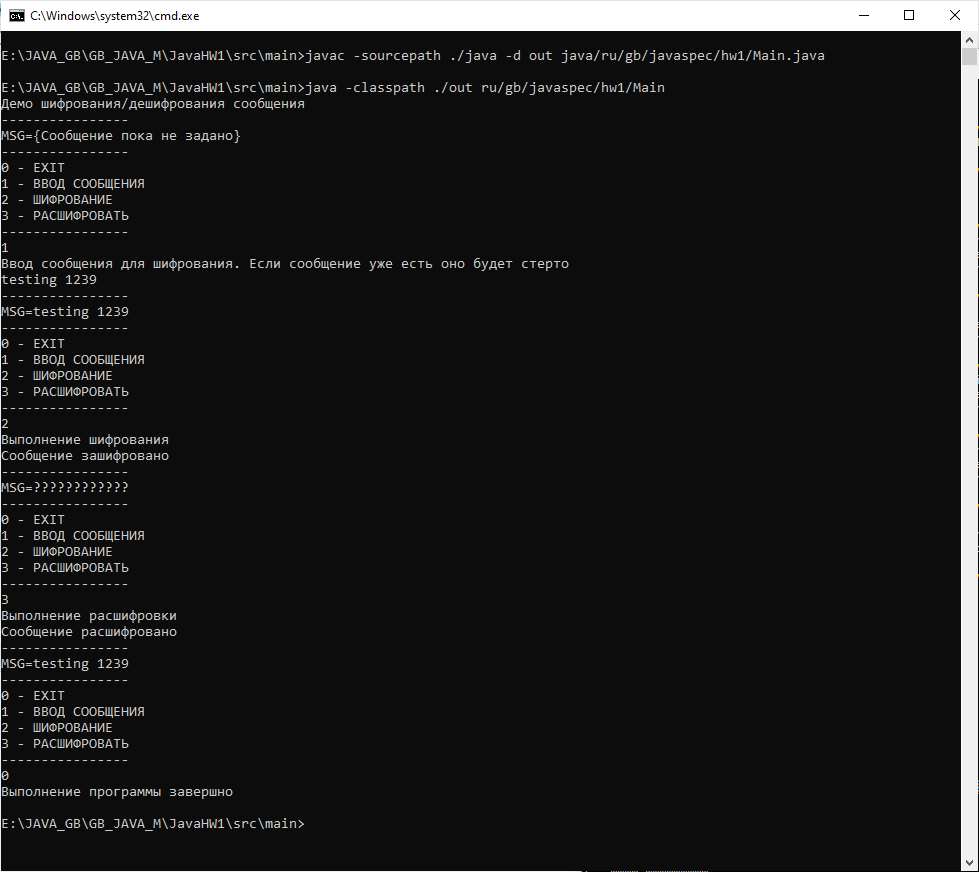 C:\Windows\system32\cmd.exe
E:\JAVA_GB\GB_JAVA_M\JavaHW1\src\main>javac -sourcepath ./java -d out java/ru/gb/javaspec/hw1/Main.java
E:\JAVA_GB\GB_JAVA_M\JavaHW1\src\main>java -classpath ./out ru/gb/javaspec/hw1/Main
Демо шифрования/дешифрования сообщения
----------------
MSG={Сообщение пока не задано}
----------------
0 - EXIT
1 - ВВОД СООБЩЕНИЯ
2 - ШИФРОВАНИЕ
3 - РАСШИФРОВАТЬ
----------------
1
Ввод сообщения для шифрования. Если сообщение уже есть оно будет стерто
testing 1239
----------------
MSG=testing 1239
----------------
0 - EXIT
1 - ВВОД СООБЩЕНИЯ
2 - ШИФРОВАНИЕ
3 - РАСШИФРОВАТЬ
----------------
2
Выполнение шифрования
Сообщение зашифровано
----------------
MSG=????????????
----------------
0 - EXIT
1 - ВВОД СООБЩЕНИЯ
2 - ШИФРОВАНИЕ
3 - РАСШИФРОВАТЬ
----------------
3
Выполнение расшифровки
Сообщение расшифровано
----------------
MSG=testing 1239
----------------
0 - EXIT
1 - ВВОД СООБЩЕНИЯ
2 - ШИФРОВАНИЕ
3 - РАСШИФРОВАТЬ
----------------
0
Выполнение программы завершно
E:\JAVA_GB\GB_JAVA_M\JavaHW1\src\main>